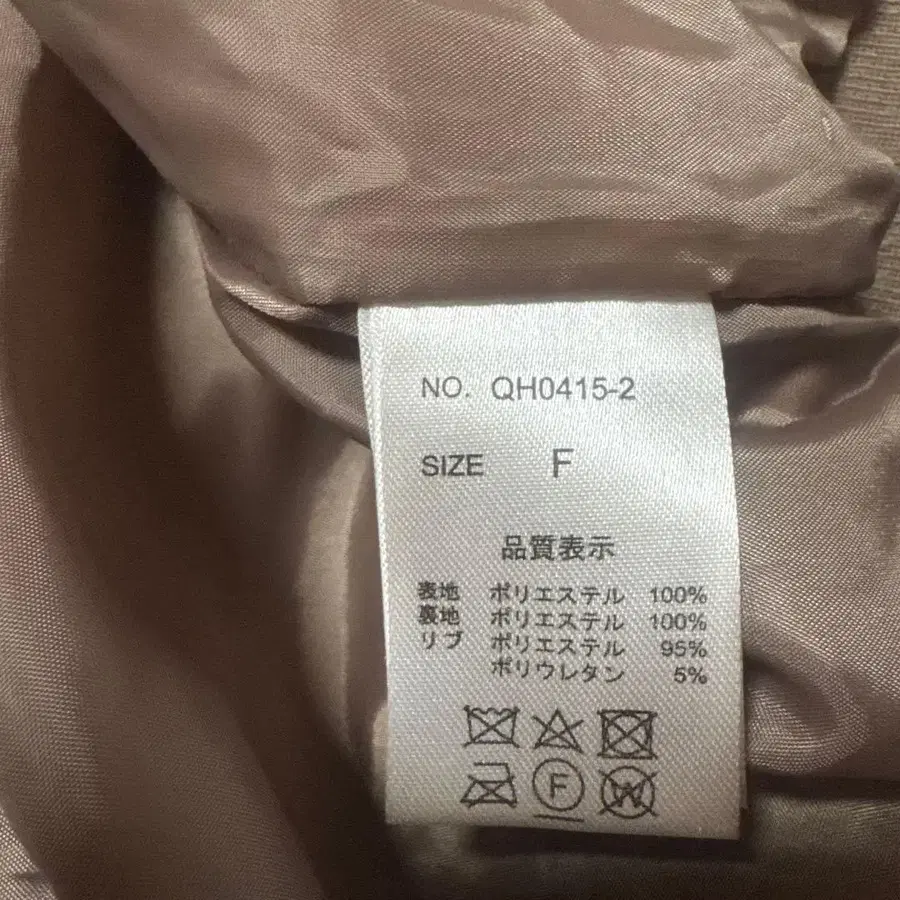 NO. QH0415-2
SIZE F
品質表示
表地 ポリエステル 100%
裏地 ポリエステル 100%
リブ ポリエステル 95%
ポリウレタン 5%
F W